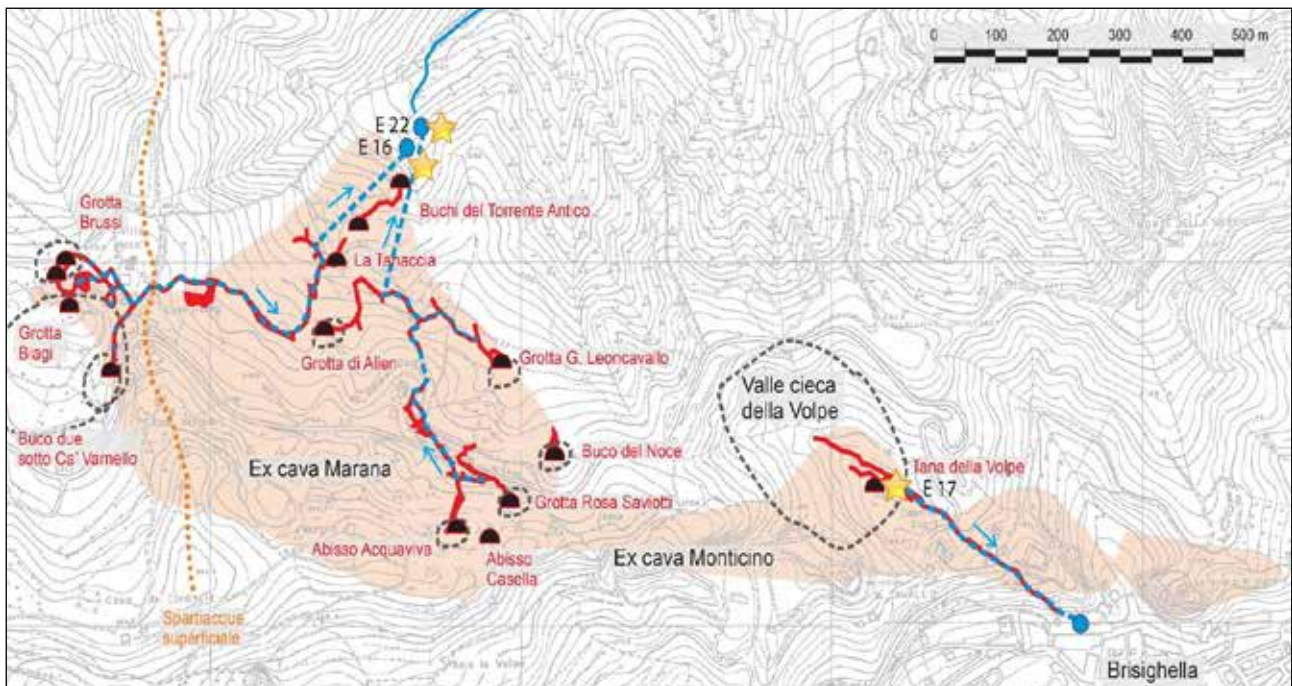 0 100 200 300 400 500 m
E 22
E 16
Grotta
Brussi
Buchi del Torrente Antico
La Tanaccia
Grotta
Biagi
Grotta di Alien
Grotta G. Leoncavallo
Valle cieca
della Volpe
Buco due
sotto Ca' Varnello
Ex cava Marana
Buco del Noce
Tana della Volpe
E 17
Grotta Rosa Saviotti
Abisso Acquaviva
Abisso
Casella
Ex cava Monticino
Spartiacque
superficiale
Brisighella